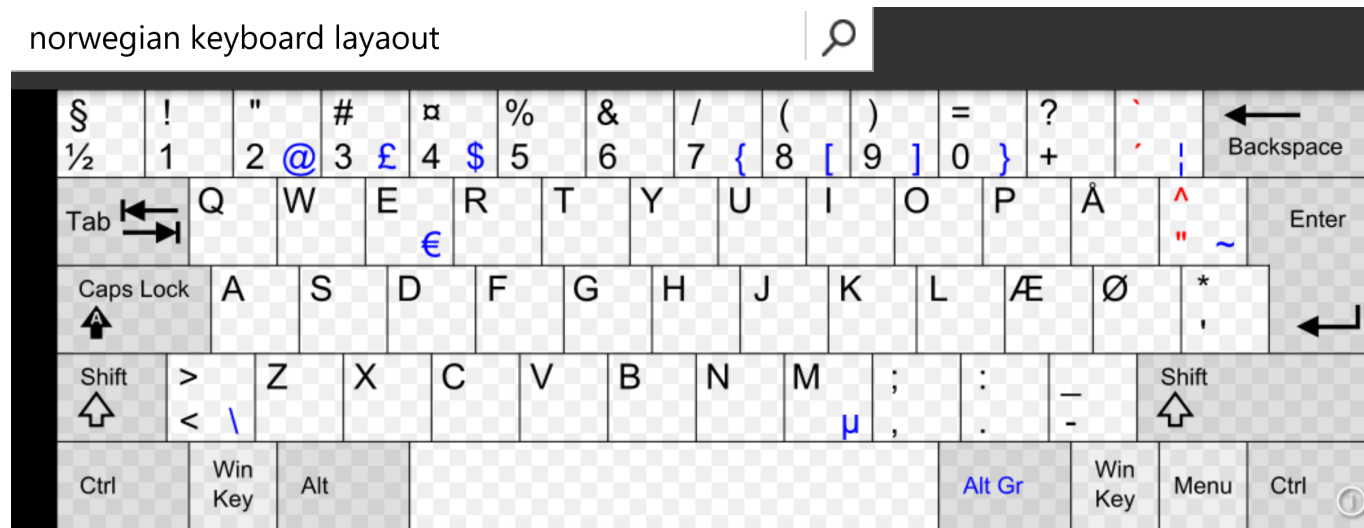 norwegian keyboard layaout
§ ! " # ¤ % & / ( ) = ? `
½ 1 2 @ 3 £ 4 $ 5 6 7 { 8 [ 9 ] 0 } + ´ ¦ Backspace
Tab Q W E R T Y U I O P Å ^ Enter
€ " ~
Caps Lock A S D F G H J K L Æ Ø *
A '
Shift > Z X C V B N M ; : _ Shift
< \ µ , . -
Ctrl Win Key Alt Alt Gr Win Key Menu Ctrl